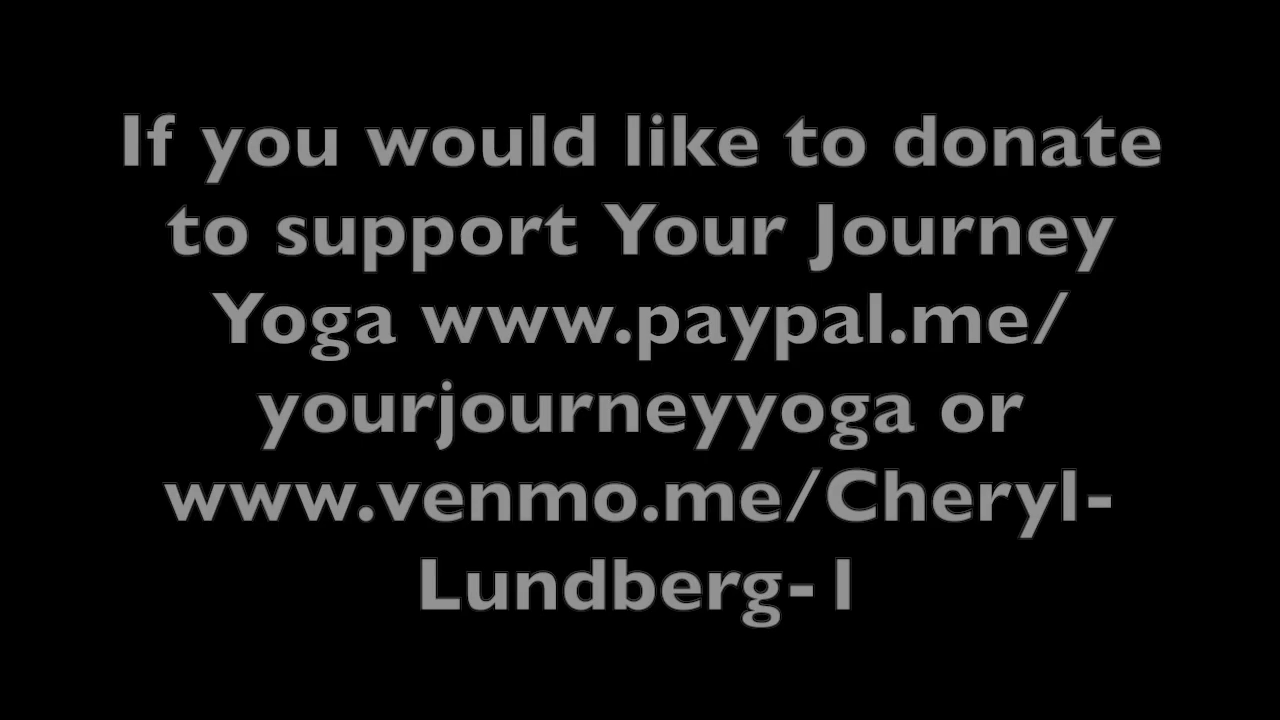 If you would like to donate
to support Your Journey
Yoga www.paypal.me/
yourjourneyyoga or
www.venmo.me/Cheryl-
Lundberg-1